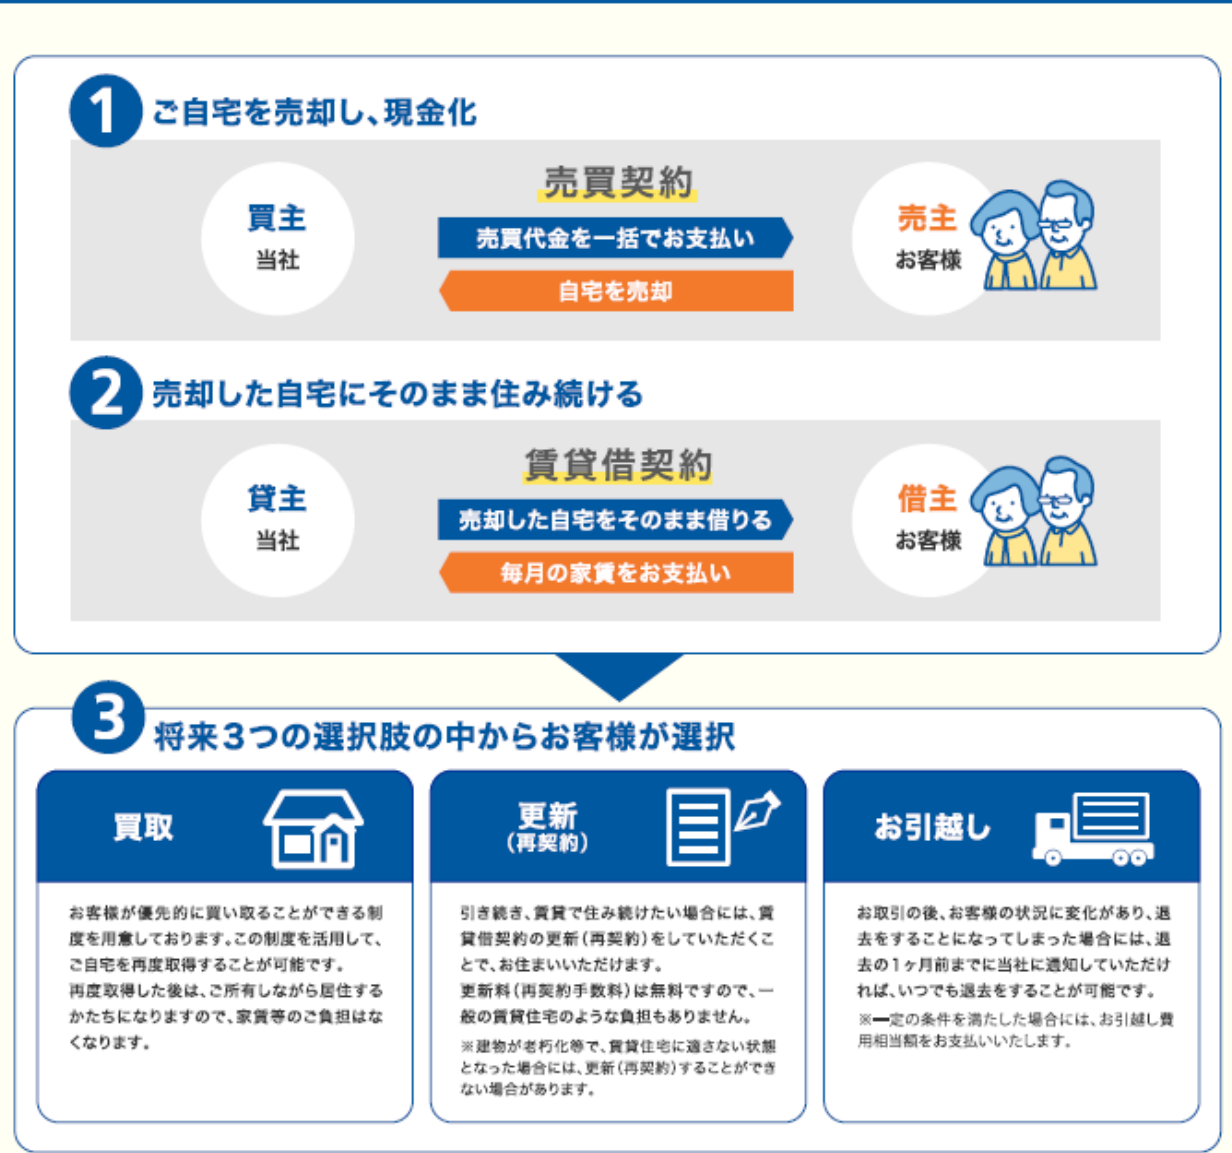 1 ご自宅を売却し、現金化
売買契約
買主
当社
売買代金を一括でお支払い
自宅を売却
売主
お客様
2 売却した自宅にそのまま住み続ける
賃貸借契約
貸主
当社
売却した自宅をそのまま借りる
毎月の家賃をお支払い
借主
お客様
3 将来3つの選択肢の中からお客様が選択
買取
お客様が優先的に買い取ることができる制
度を用意しております。この制度を活用して、
ご自宅を再度取得することが可能です。
再度取得した後は、ご所有しながら居住する
かたちになりますので、家賃等のご負担はな
くなります。
更新
(再契約)
引き続き、賃貸で住み続けたい場合には、賃
貸借契約の更新(再契約)をしていただくこ
とで、お住まいいただけます。
更新料(再契約手数料)は無料ですので、一
般の賃貸住宅のような負担もありません。
※建物が老朽化等で、賃貸住宅に適さない状態
となった場合には、更新(再契約)することができ
ない場合があります。
お引越し
お取引の後、お客様の状況に変化があり、退
去をすることになってしまった場合には、退
去の1ヶ月前までに当社に通知していただけ
れば、いつでも退去をすることが可能です。
※一定の条件を満たした場合には、お引越し費
用相当額をお支払いいたします。